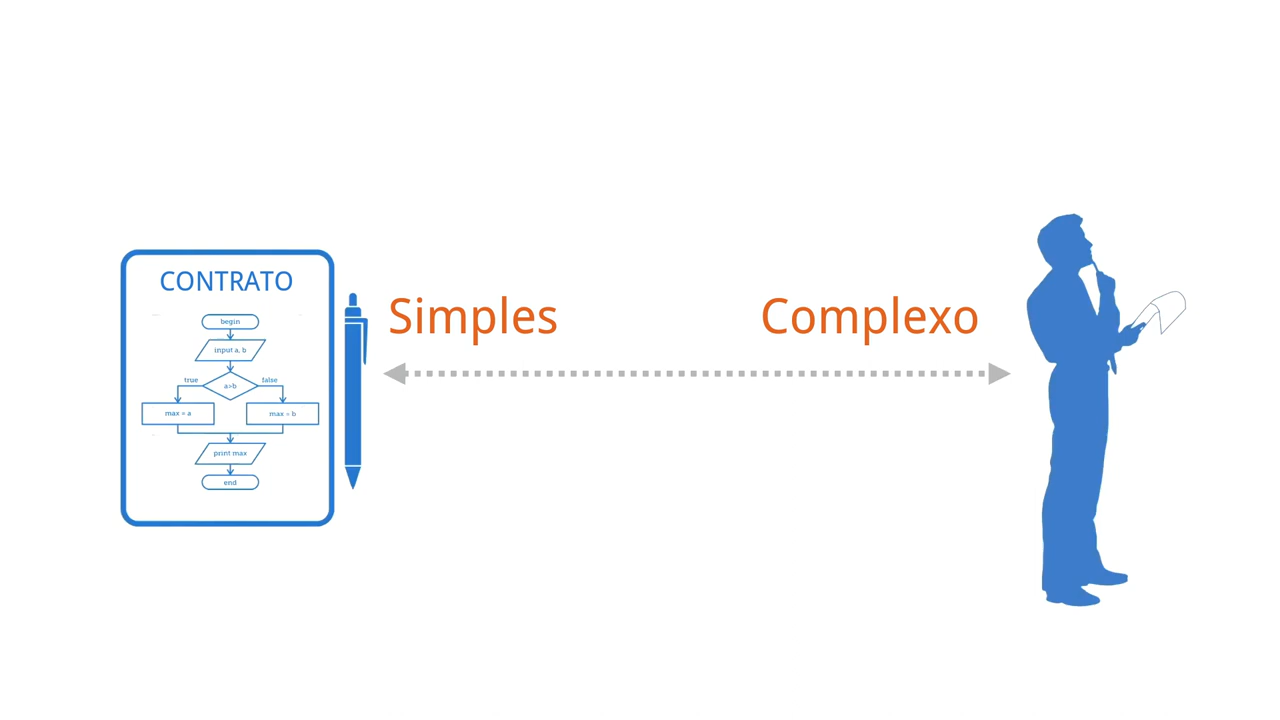 CONTRATO
begin
input a, b
a>b
true
false
max = a
max = b
print max
end
Simples
Complexo